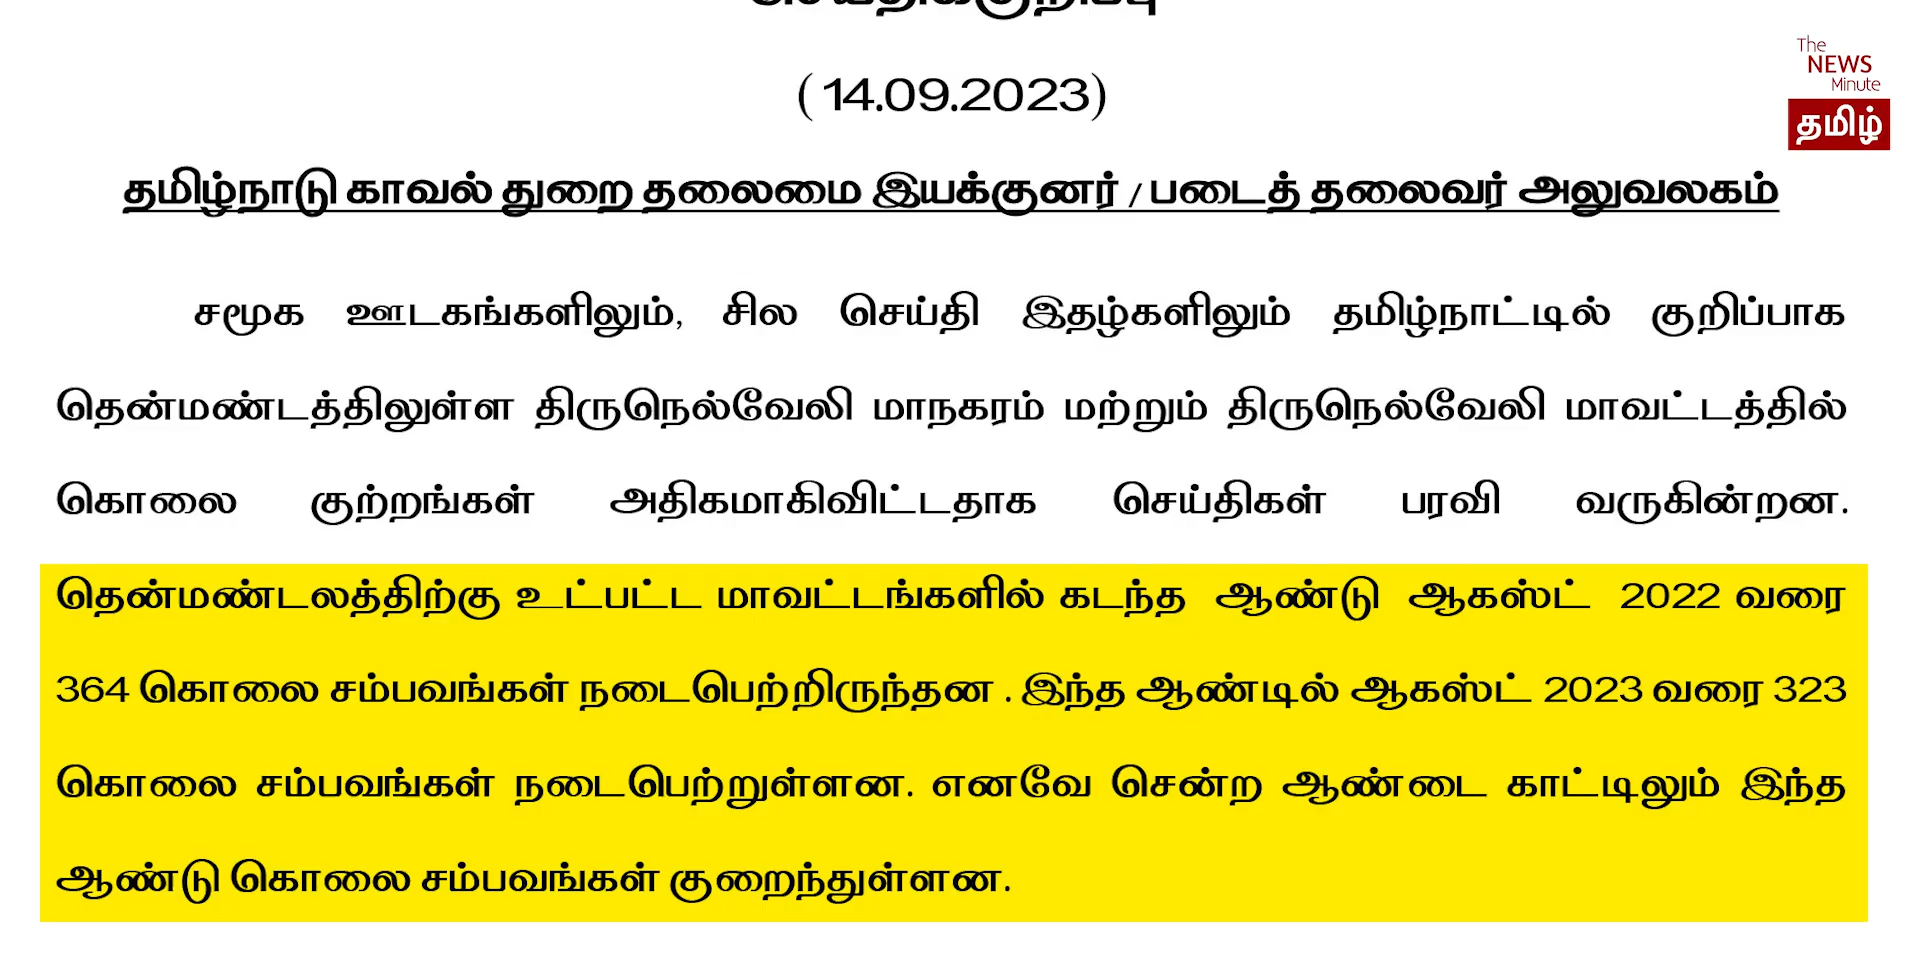 செய்திக்குறிப்பு
( 14.09.2023)
The
NEWS
Minute
தமிழ்
தமிழ்நாடு காவல் துறை தலைமை இயக்குனர் / படைத் தலைவர் அலுவலகம்
சமூக ஊடகங்களிலும், சில செய்தி இதழ்களிலும் தமிழ்நாட்டில் குறிப்பாக
தென்மண்டத்திலுள்ள திருநெல்வேலி மாநகரம் மற்றும் திருநெல்வேலி மாவட்டத்தில்
கொலை குற்றங்கள் அதிகமாகிவிட்டதாக செய்திகள் பரவி வருகின்றன.
தென்மண்டலத்திற்கு உட்பட்ட மாவட்டங்களில் கடந்த ஆண்டு ஆகஸ்ட் 2022 வரை
364 கொலை சம்பவங்கள் நடைபெற்றிருந்தன . இந்த ஆண்டில் ஆகஸ்ட் 2023 வரை 323
கொலை சம்பவங்கள் நடைபெற்றுள்ளன. எனவே சென்ற ஆண்டை காட்டிலும் இந்த
ஆண்டு கொலை சம்பவங்கள் குறைந்துள்ளன.